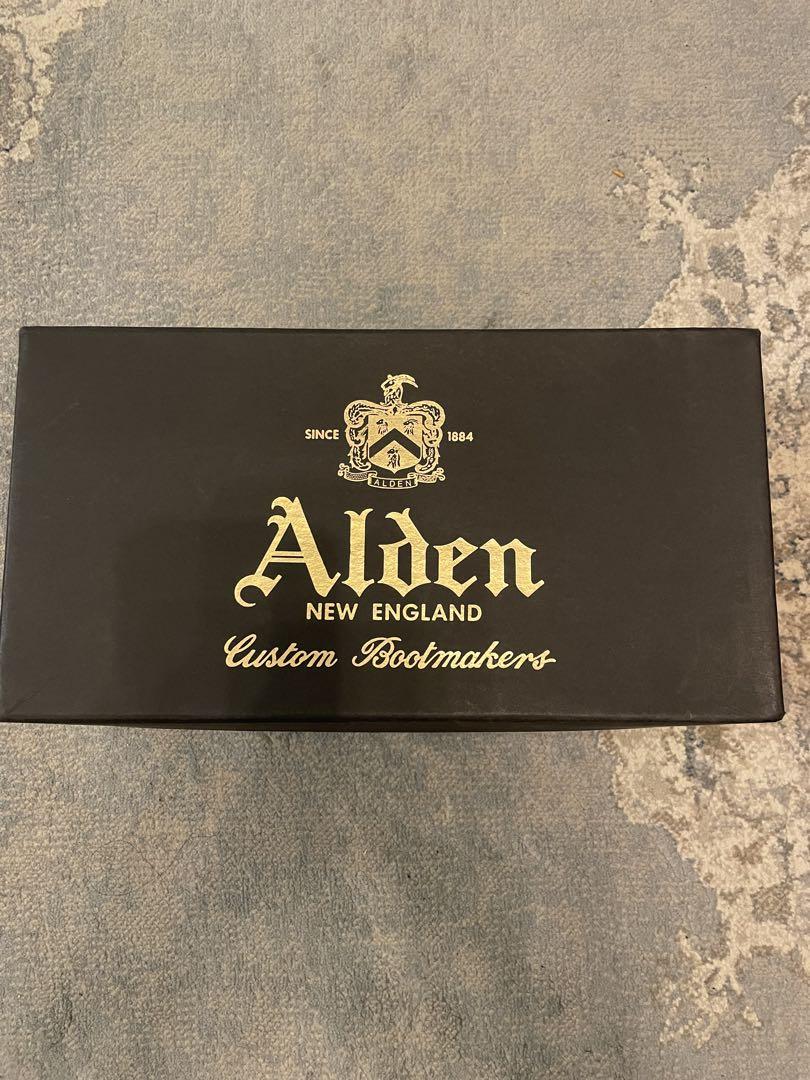 SINCE 1884
ALDEN
Alden
NEW ENGLAND
Custom Bootmakers